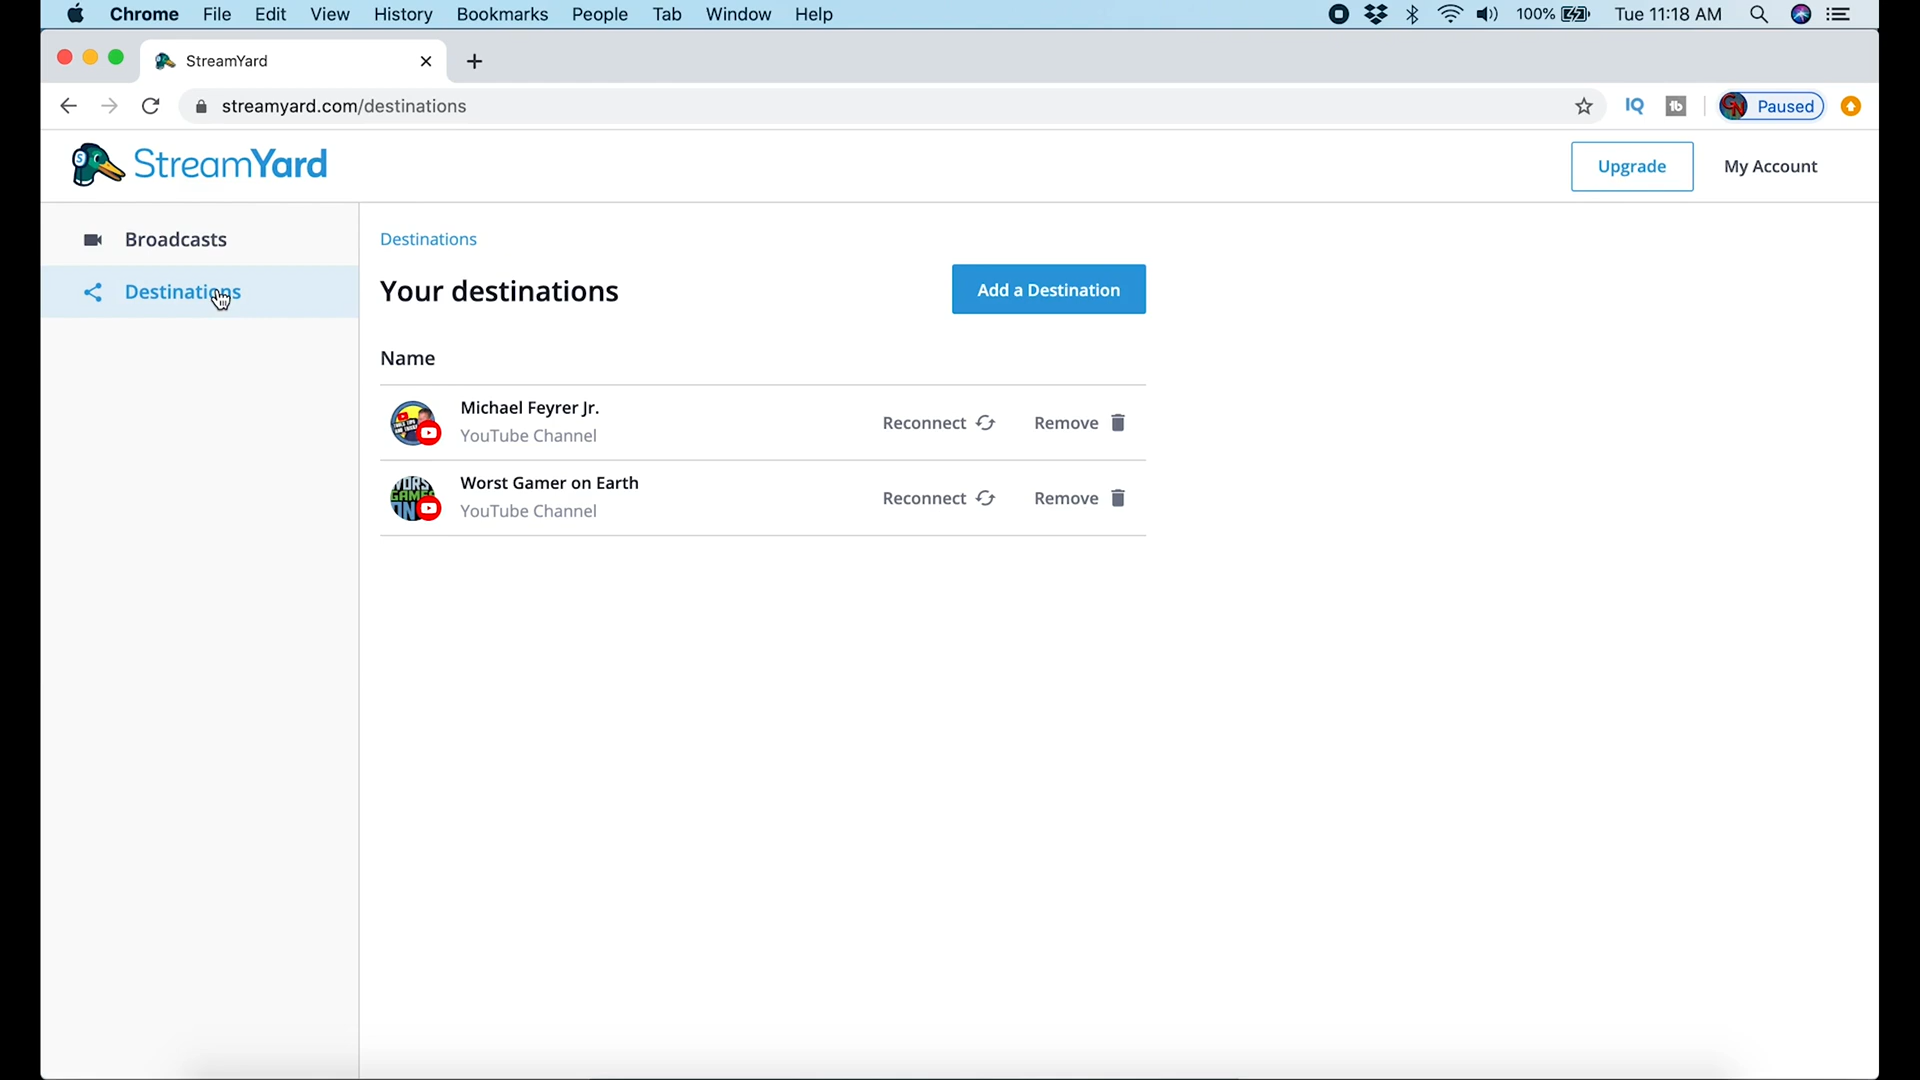 Chrome File Edit View History Bookmarks People Tab Window Help 100% Tue 11:18 AM
StreamYard
streamyard.com/destinations IQ tb Paused
StreamYard Upgrade My Account
Broadcasts
Destinations
Destinations
Your destinations Add a Destination
Name
Michael Feyrer Jr.
YouTube Channel Reconnect Remove
Worst Gamer on Earth
YouTube Channel Reconnect Remove